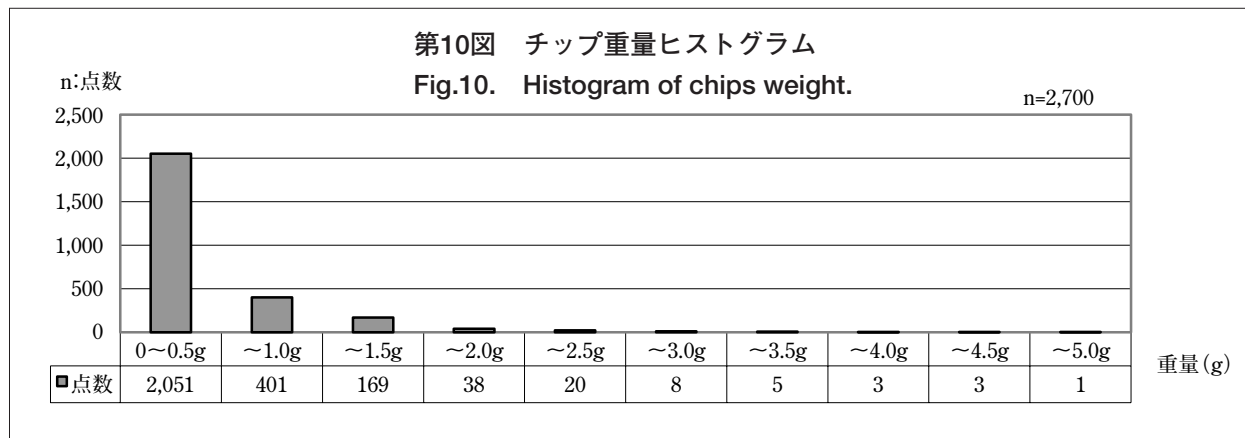 第10図　チップ重量ヒストグラム
n:点数
Fig.10.　Histogram of chips weight.
n=2,700
2,500
2,000
1,500
1,000
500
0
0～0.5g ～1.0g ～1.5g ～2.0g ～2.5g ～3.0g ～3.5g ～4.0g ～4.5g ～5.0g
重量(g)
点数 2,051 401 169 38 20 8 5 3 3 1